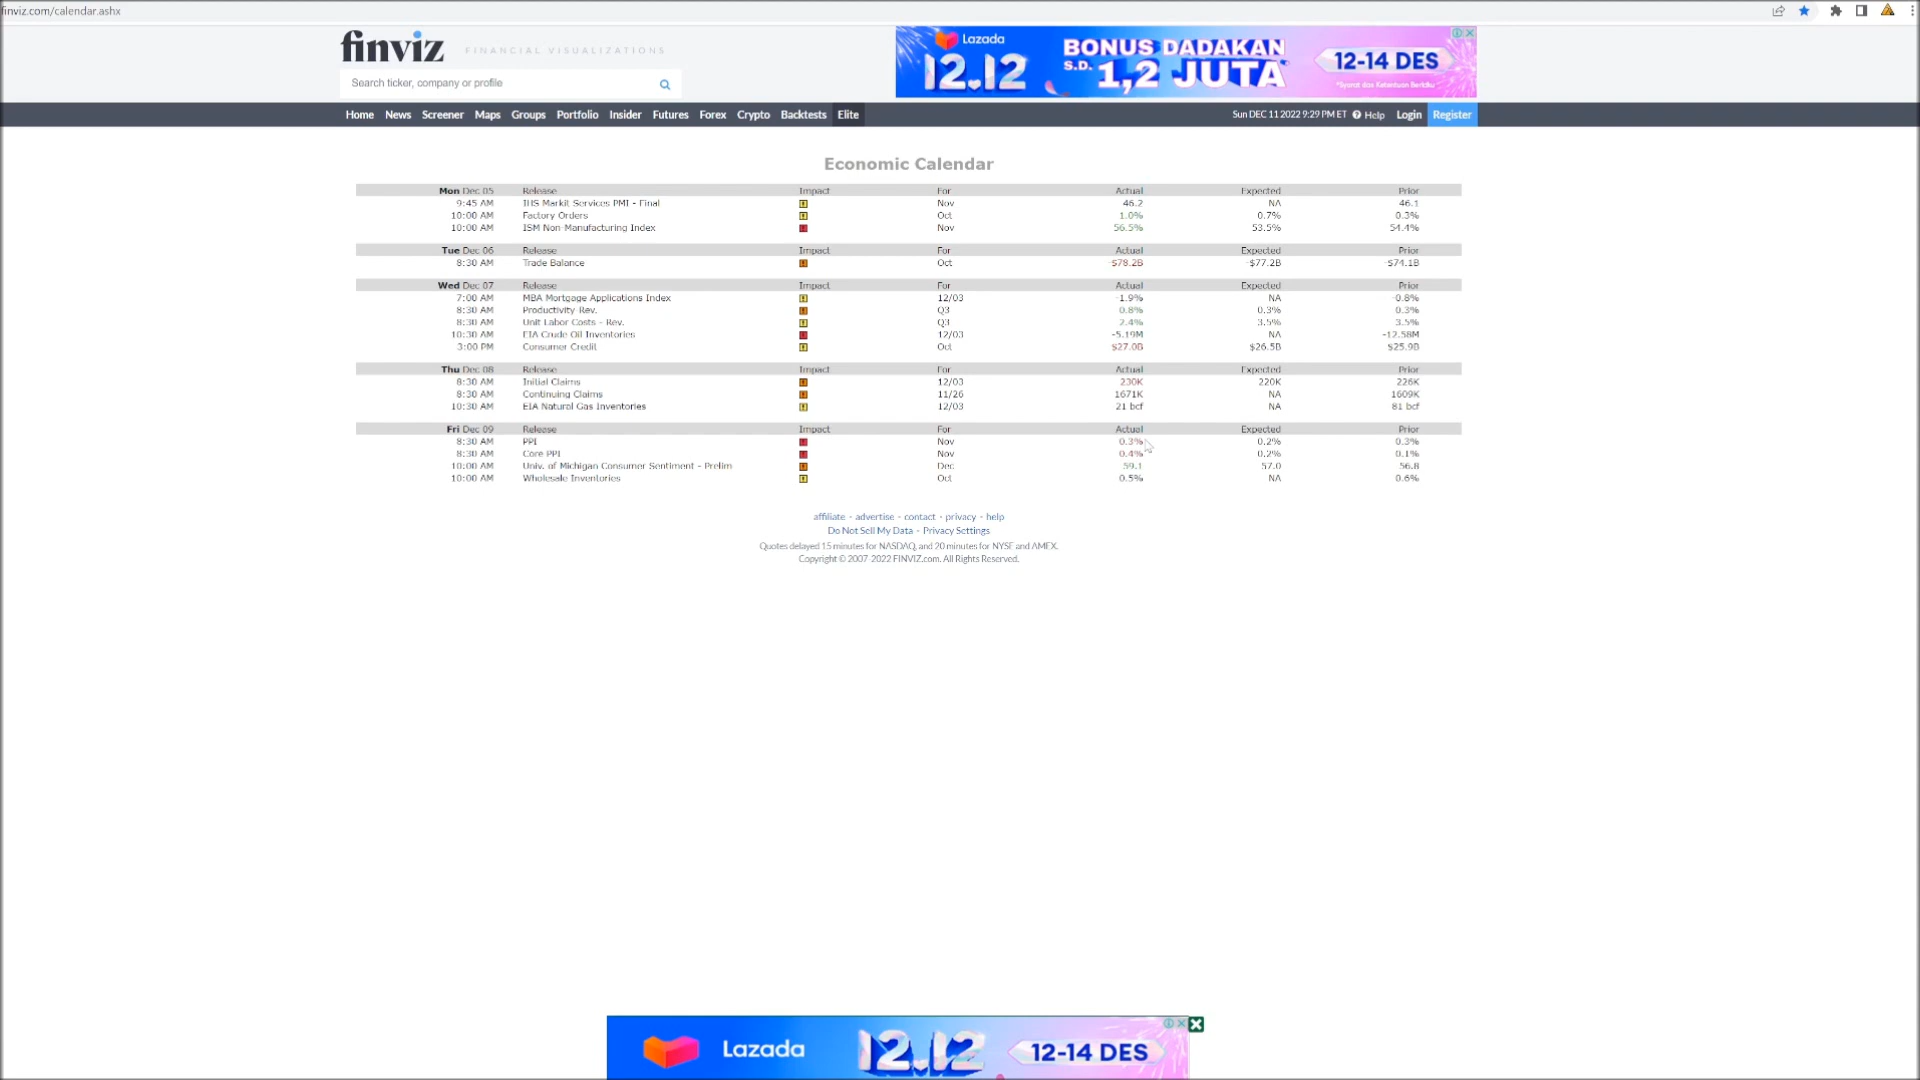 finviz.com/calendar.ashx
finviz FINANCIAL VISUALIZATIONS
Search ticker, company or profile
Lazada
12.12
BONUS DADAKAN
S.D. 1,2 JUTA
12-14 DES
*Syarat dan Ketentuan Berlaku
Home News Screener Maps Groups Portfolio Insider Futures Forex Crypto Backtests Elite Sun DEC 11 2022 9:29 PM ET Help Login Register
Economic Calendar
Mon Dec 05 Release Impact For Actual Expected Prior
9:45 AM IHS Markit Services PMI - Final Nov 46.2 NA 46.1
10:00 AM Factory Orders Oct 1.0% 0.7% 0.3%
10:00 AM ISM Non-Manufacturing Index Nov 56.5% 53.5% 54.4%
Tue Dec 06 Release Impact For Actual Expected Prior
8:30 AM Trade Balance Oct -$78.2B -$77.2B -$74.1B
Wed Dec 07 Release Impact For Actual Expected Prior
7:00 AM MBA Mortgage Applications Index 12/03 -1.9% NA -0.8%
8:30 AM Productivity-Rev. Q3 0.8% 0.3% 0.3%
8:30 AM Unit Labor Costs - Rev. Q3 2.4% 3.5% 3.5%
10:30 AM EIA Crude Oil Inventories 12/03 -5.19M NA -12.58M
3:00 PM Consumer Credit Oct $27.0B $26.5B $25.9B
Thu Dec 08 Release Impact For Actual Expected Prior
8:30 AM Initial Claims 12/03 230K 220K 226K
8:30 AM Continuing Claims 11/26 1671K NA 1609K
10:30 AM EIA Natural Gas Inventories 12/03 21 bcf NA 81 bcf
Fri Dec 09 Release Impact For Actual Expected Prior
8:30 AM PPI Nov 0.3% 0.2% 0.3%
8:30 AM Core PPI Nov 0.4% 0.2% 0.1%
10:00 AM Univ. of Michigan Consumer Sentiment - Prelim Dec 59.1 57.0 56.8
10:00 AM Wholesale Inventories Oct 0.5% NA 0.6%
affiliate - advertise - contact - privacy - help
Do Not Sell My Data - Privacy Settings
Quotes delayed 15 minutes for NASDAQ, and 20 minutes for NYSE and AMEX.
Copyright © 2007-2022 FINVIZ.com. All Rights Reserved.
Lazada 12.12 12-14 DES